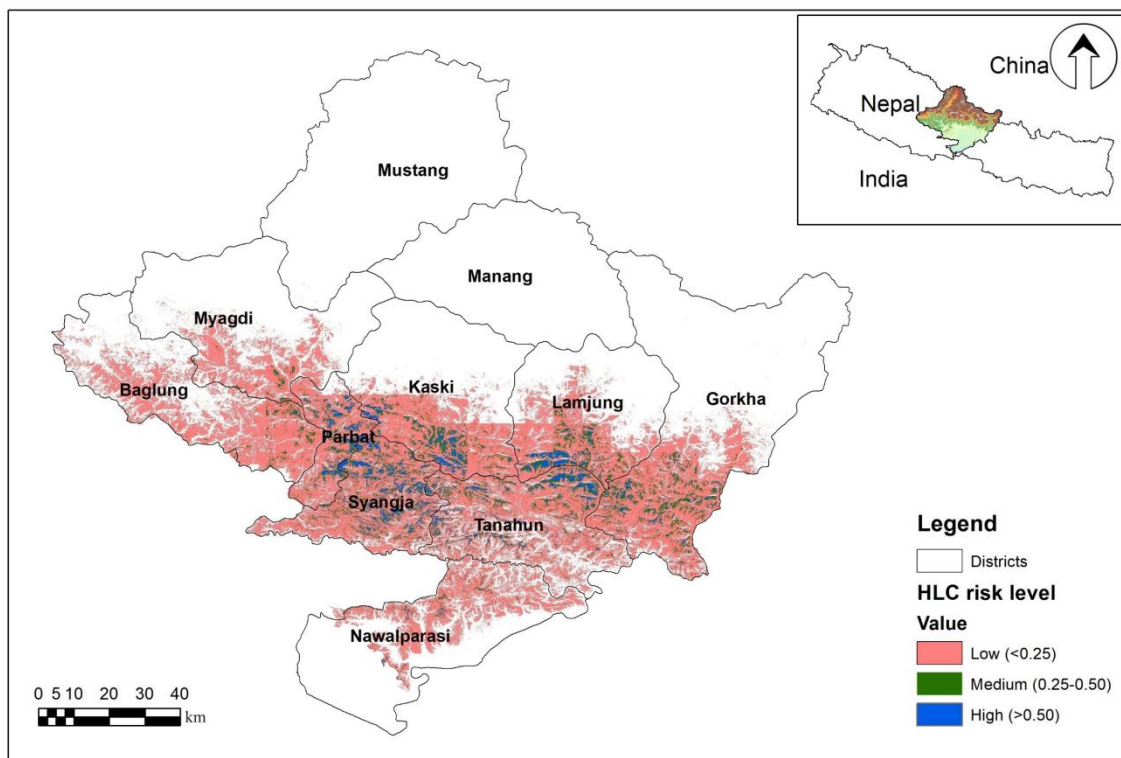 China
Nepal
India
Mustang
Manang
Myagdi
Baglung
Kaski
Lamjung
Gorkha
Parbat
Syangja
Tanahun
Nawalparasi
Legend
Districts
HLC risk level
Value
Low (<0.25)
Medium (0.25-0.50)
High (>0.50)
0 5 10 20 30 40
km